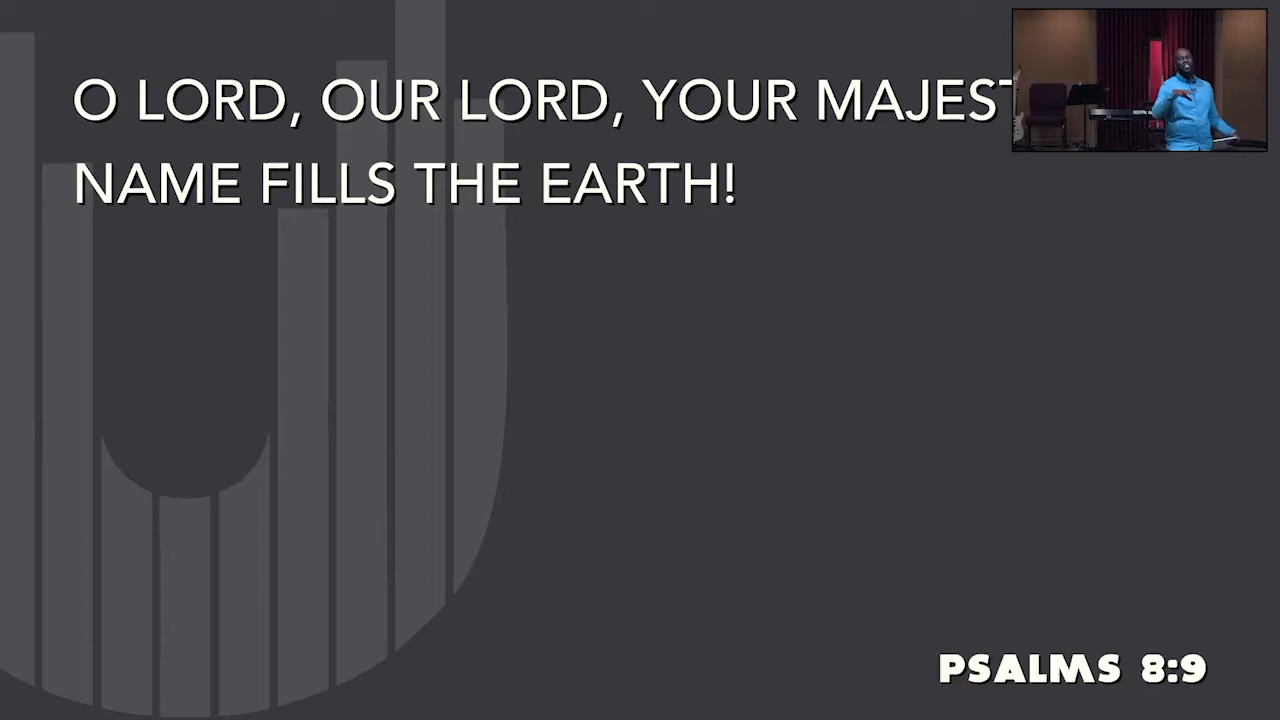 O LORD, OUR LORD, YOUR MAJEST
NAME FILLS THE EARTH!
PSALMS 8:9